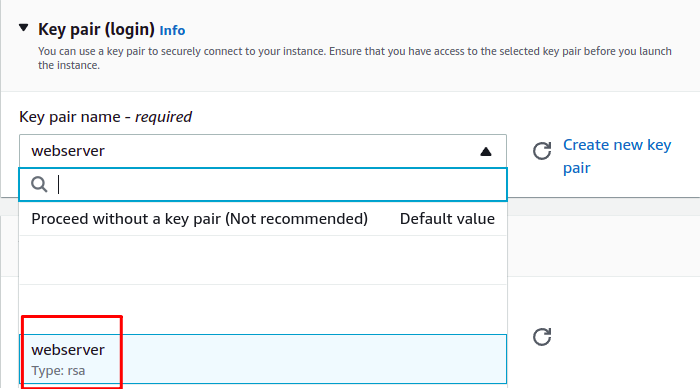 Key pair (login) Info
You can use a key pair to securely connect to your instance. Ensure that you have access to the selected key pair before you launch
the instance.
Key pair name - required
webserver
Create new key
pair
Proceed without a key pair (Not recommended) Default value
webserver
Type: rsa